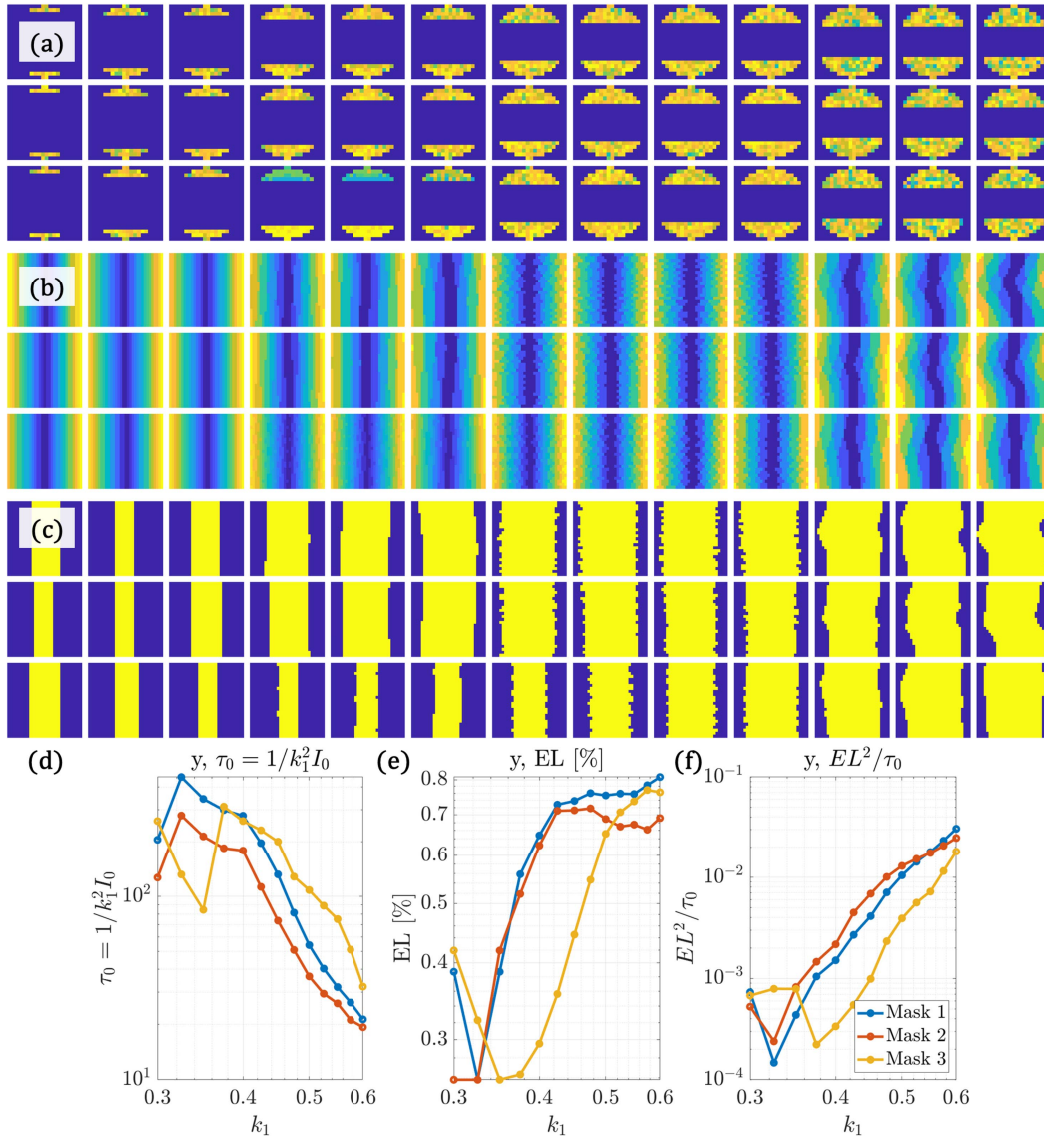 (a)
(b)
(c)
(d) y, τ₀ = 1/k₁²I₀
(e) y, EL [%]
(f) y, EL²/τ₀
τ₀ = 1/k₁²I₀
10²
10¹
0.3 0.4 0.5 0.6
k₁
EL [%]
0.8
0.7
0.6
0.5
0.4
0.3
0.3 0.4 0.5 0.6
k₁
EL²/τ₀
10⁻¹
10⁻²
10⁻³
10⁻⁴
0.3 0.4 0.5 0.6
k₁
Mask 1
Mask 2
Mask 3